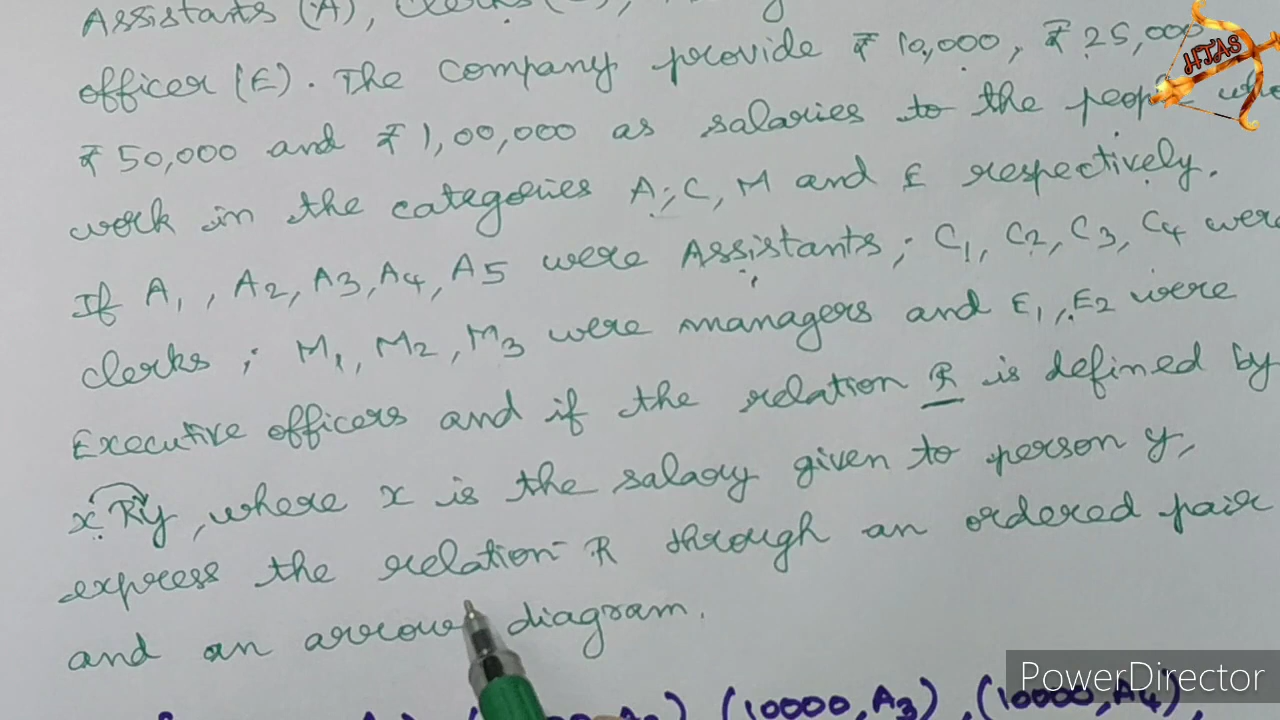 Assistants (A), Clerks
officer (E). The company provide ₹ 10,000, ₹ 25,000
HTAS
₹ 50,000 and ₹ 1,00,000 as salaries to the people who
work in the categories A, C, M and E respectively.
If A1, A2, A3, A4, A5 were Assistants; C1, C2, C3, C4 were
clerks; M1, M2, M3 were managers and E1, E2 were
Executive officers and if the relation R is defined by
xRy, where x is the salary given to person y,
express the relation R through an ordered pair
and an arrow diagram.
PowerDirector
(10000, A3), (10000, A4),